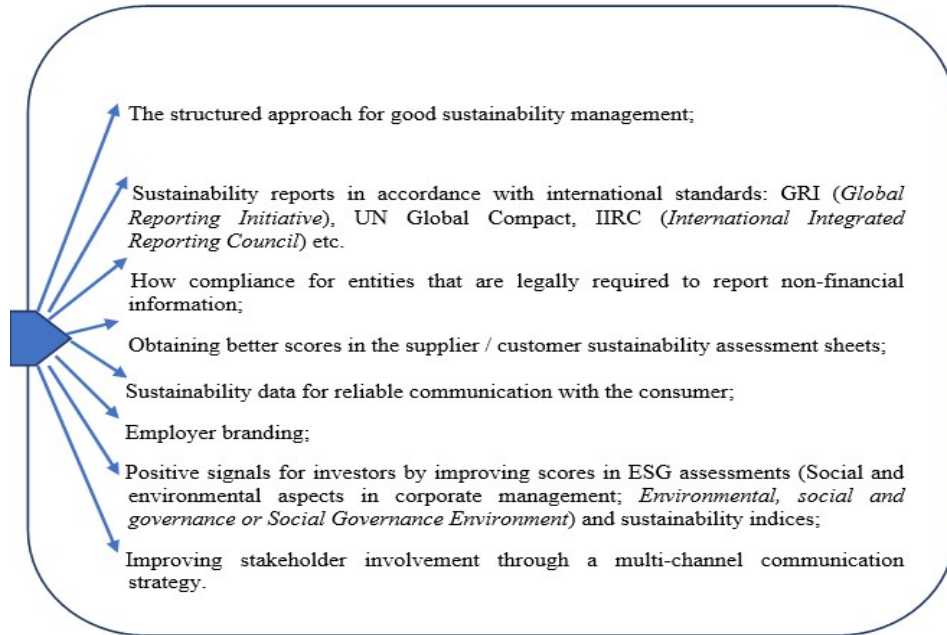 The structured approach for good sustainability management;
Sustainability reports in accordance with international standards: GRI (Global
Reporting Initiative), UN Global Compact, IIRC (International Integrated
Reporting Council) etc.
How compliance for entities that are legally required to report non-financial
information;
Obtaining better scores in the supplier / customer sustainability assessment sheets;
Sustainability data for reliable communication with the consumer;
Employer branding;
Positive signals for investors by improving scores in ESG assessments (Social and
environmental aspects in corporate management; Environmental, social and
governance or Social Governance Environment) and sustainability indices;
Improving stakeholder involvement through a multi-channel communication
strategy.